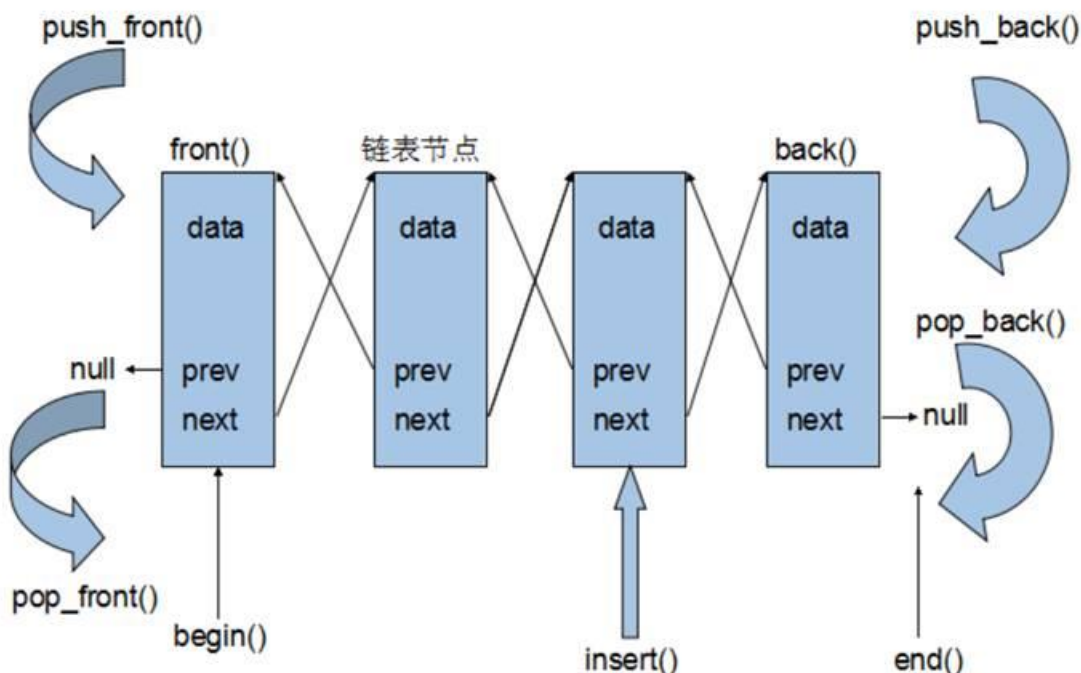 push_front()
push_back()
front()
链表节点
back()
data
data
data
data
pop_back()
null
prev
prev
prev
prev
next
next
next
next
null
pop_front()
begin()
insert()
end()